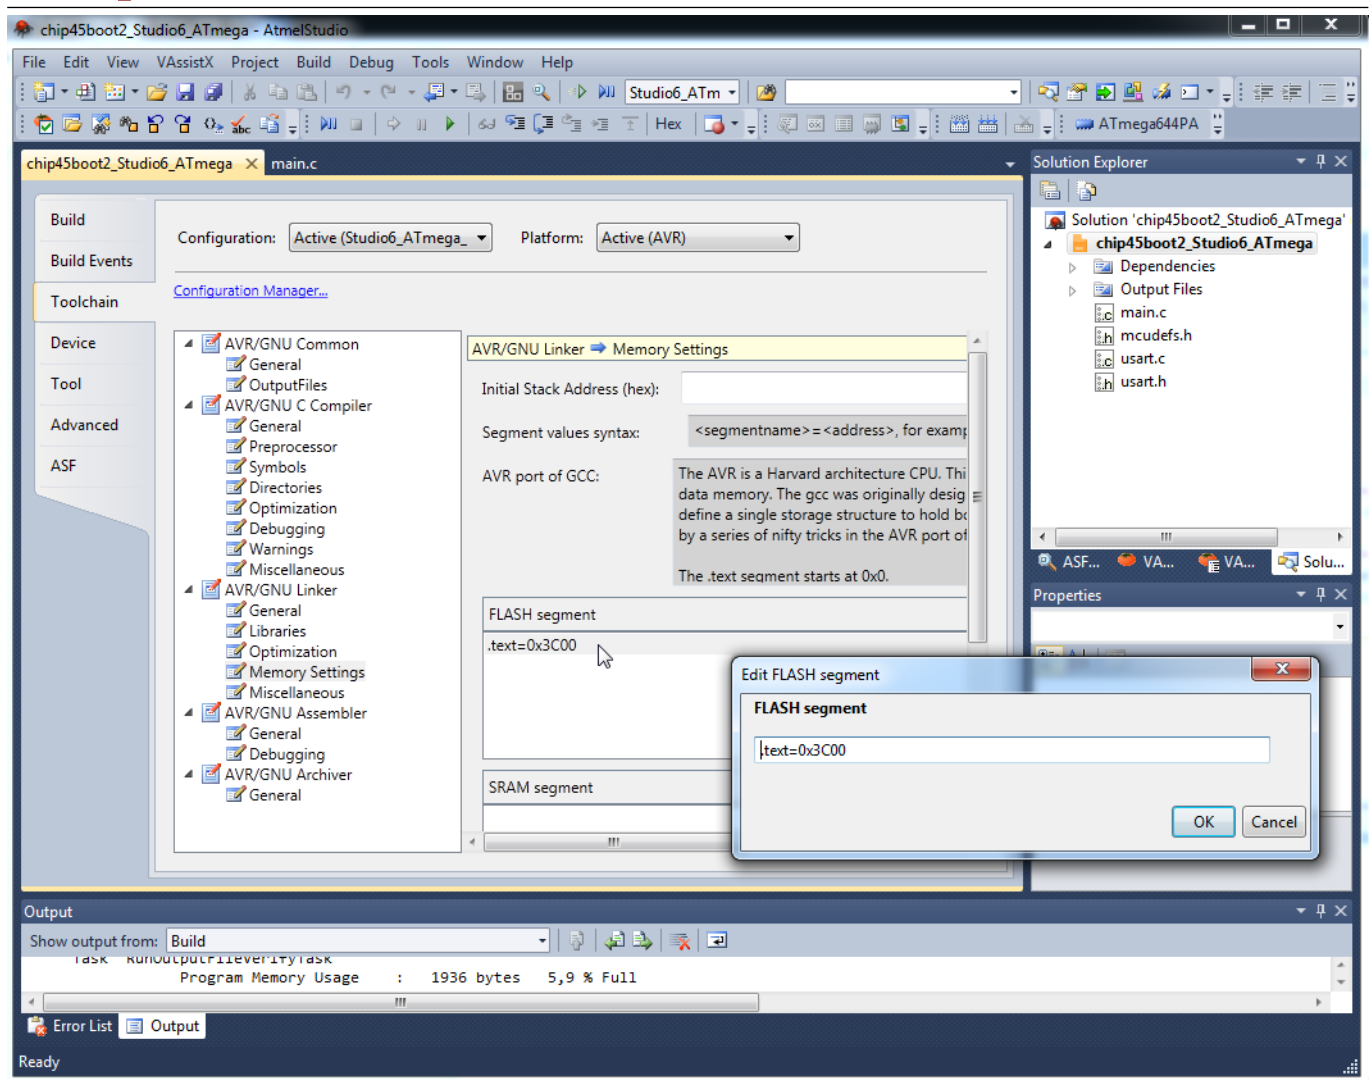 chip45boot2_Studio6_ATmega - AtmelStudio
File Edit View VAssistX Project Build Debug Tools Window Help
Studio6_ATm
Hex
ATmega644PA
chip45boot2_Studio6_ATmega main.c
Build
Build Events
Toolchain
Device
Tool
Advanced
ASF
Configuration: Active (Studio6_ATmega_ Platform: Active (AVR)
Configuration Manager...
AVR/GNU Common
General
OutputFiles
AVR/GNU C Compiler
General
Preprocessor
Symbols
Directories
Optimization
Debugging
Warnings
Miscellaneous
AVR/GNU Linker
General
Libraries
Optimization
Memory Settings
Miscellaneous
AVR/GNU Assembler
General
Debugging
AVR/GNU Archiver
General
AVR/GNU Linker Memory Settings
Initial Stack Address (hex):
Segment values syntax: <segmentname>=<address>, for examp
AVR port of GCC:
The AVR is a Harvard architecture CPU. Thi
data memory. The gcc was originally desig
define a single storage structure to hold bo
by a series of nifty tricks in the AVR port of
The .text segment starts at 0x0.
FLASH segment
.text=0x3C00
SRAM segment
Edit FLASH segment
FLASH segment
.text=0x3C00
OK Cancel
Solution Explorer
Solution 'chip45boot2_Studio6_ATmega'
chip45boot2_Studio6_ATmega
Dependencies
Output Files
main.c
mcudefs.h
usart.c
usart.h
ASF... VA... VA... Solu...
Properties
Output
Show output from: Build
Task RunOutputFileVerifyTask
Program Memory Usage : 1936 bytes 5,9 % Full
Error List Output
Ready